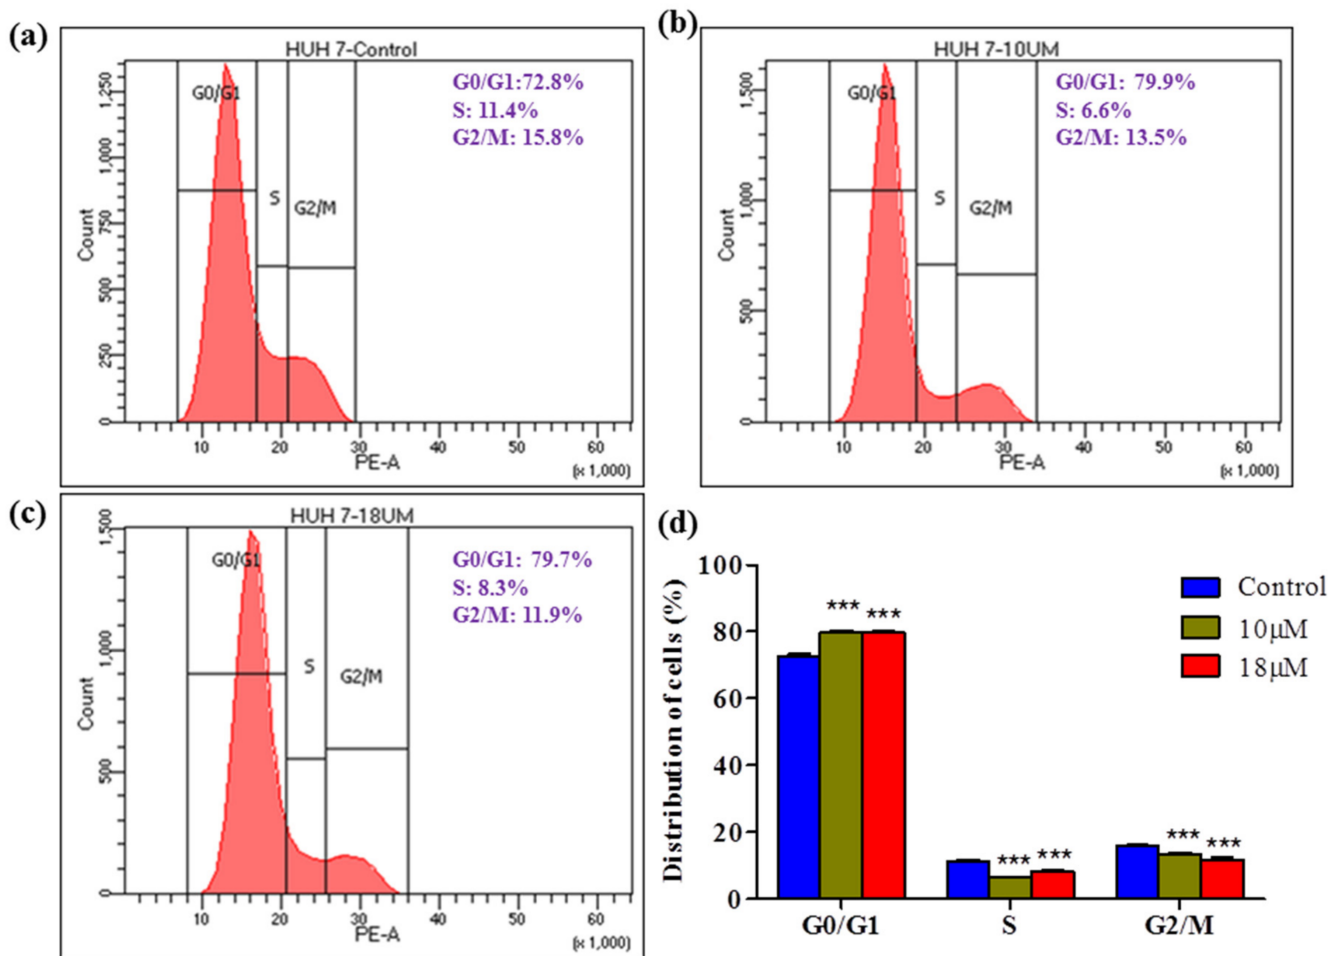 (a)
HUH 7-Control
G0/G1
S
G2/M
G0/G1:72.8%
S: 11.4%
G2/M: 15.8%
Count
0
250
500
750
1,000
1,250
10 20 30 40 50 60
PE-A
(x 1,000)
(b)
HUH 7-10UM
G0/G1
S
G2/M
G0/G1: 79.9%
S: 6.6%
G2/M: 13.5%
Count
0
500
1,000
1,500
10 20 30 40 50 60
PE-A
(x 1,000)
(c)
HUH 7-18UM
G0/G1
S
G2/M
G0/G1: 79.7%
S: 8.3%
G2/M: 11.9%
Count
0
500
1,000
1,500
10 20 30 40 50 60
PE-A
(x 1,000)
(d)
Distribution of cells (%)
100
80
60
40
20
0
*** ***
*** ***
*** ***
Control
10μM
18μM
G0/G1 S G2/M